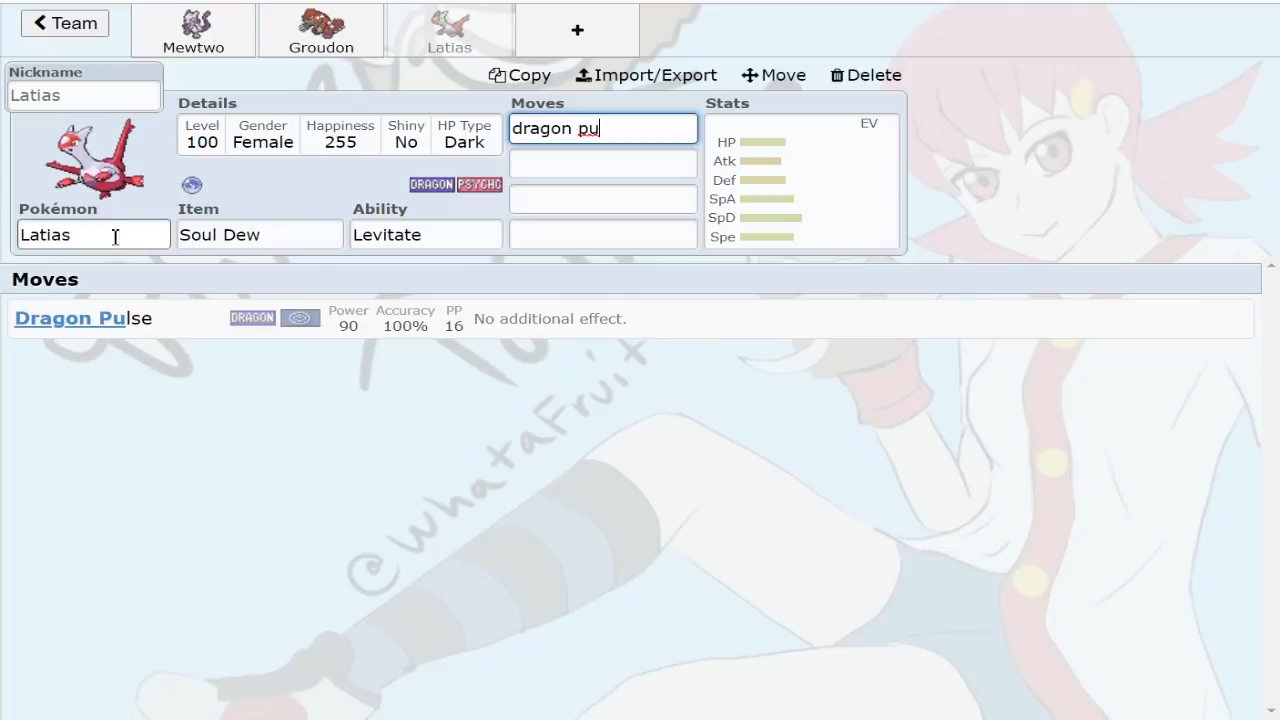 Team
Mewtwo
Groudon
Latias
+
Copy Import/Export Move Delete
Nickname
Latias
Details
Level Gender Happiness Shiny HP Type
100 Female 255 No Dark
DRAGON PSYCHC
Pokémon
Latias
Item
Soul Dew
Ability
Levitate
Moves
dragon pu
Stats
EV
HP
Atk
Def
SpA
SpD
Spe
Moves
Dragon Pulse DRAGON Power 90 Accuracy 100% PP 16 No additional effect.
@whataFruit